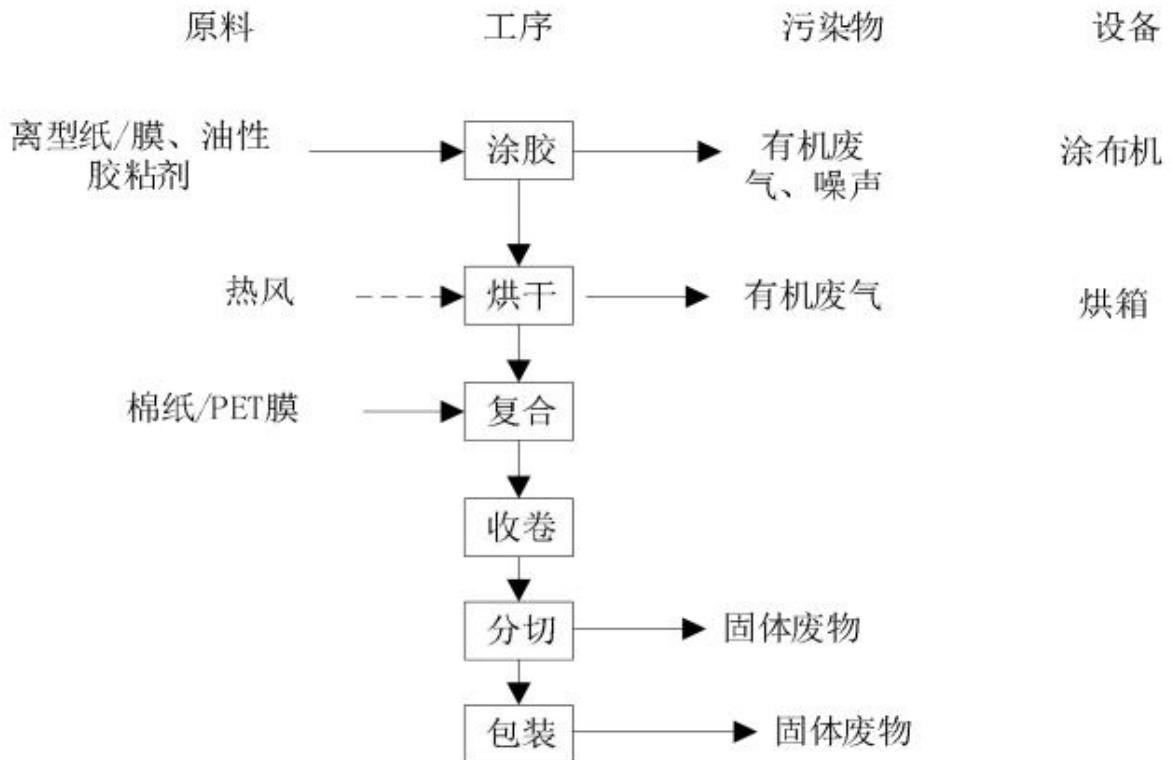 原料 工序 污染物 设备
离型纸/膜、油性
胶粘剂
涂胶
有机废
气、噪声
涂布机
热风
烘干
有机废气
烘箱
棉纸/PET膜
复合
收卷
分切
固体废物
包装
固体废物